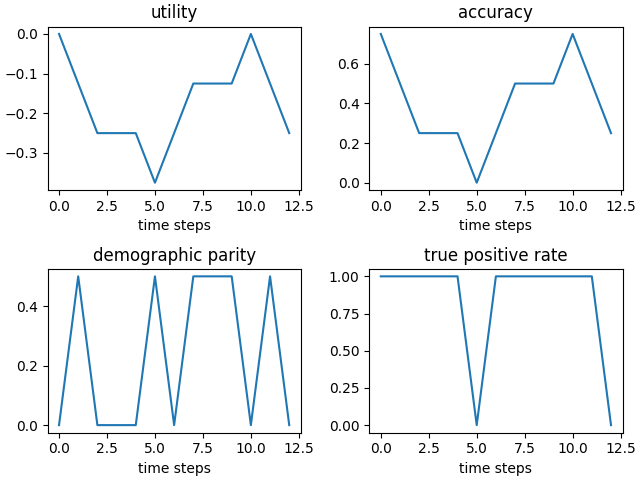 utility
0.0
−0.1
−0.2
−0.3
0.0 2.5 5.0 7.5 10.0 12.5
time steps
accuracy
0.6
0.4
0.2
0.0
0.0 2.5 5.0 7.5 10.0 12.5
time steps
demographic parity
0.4
0.2
0.0
0.0 2.5 5.0 7.5 10.0 12.5
time steps
true positive rate
1.00
0.75
0.50
0.25
0.00
0.0 2.5 5.0 7.5 10.0 12.5
time steps